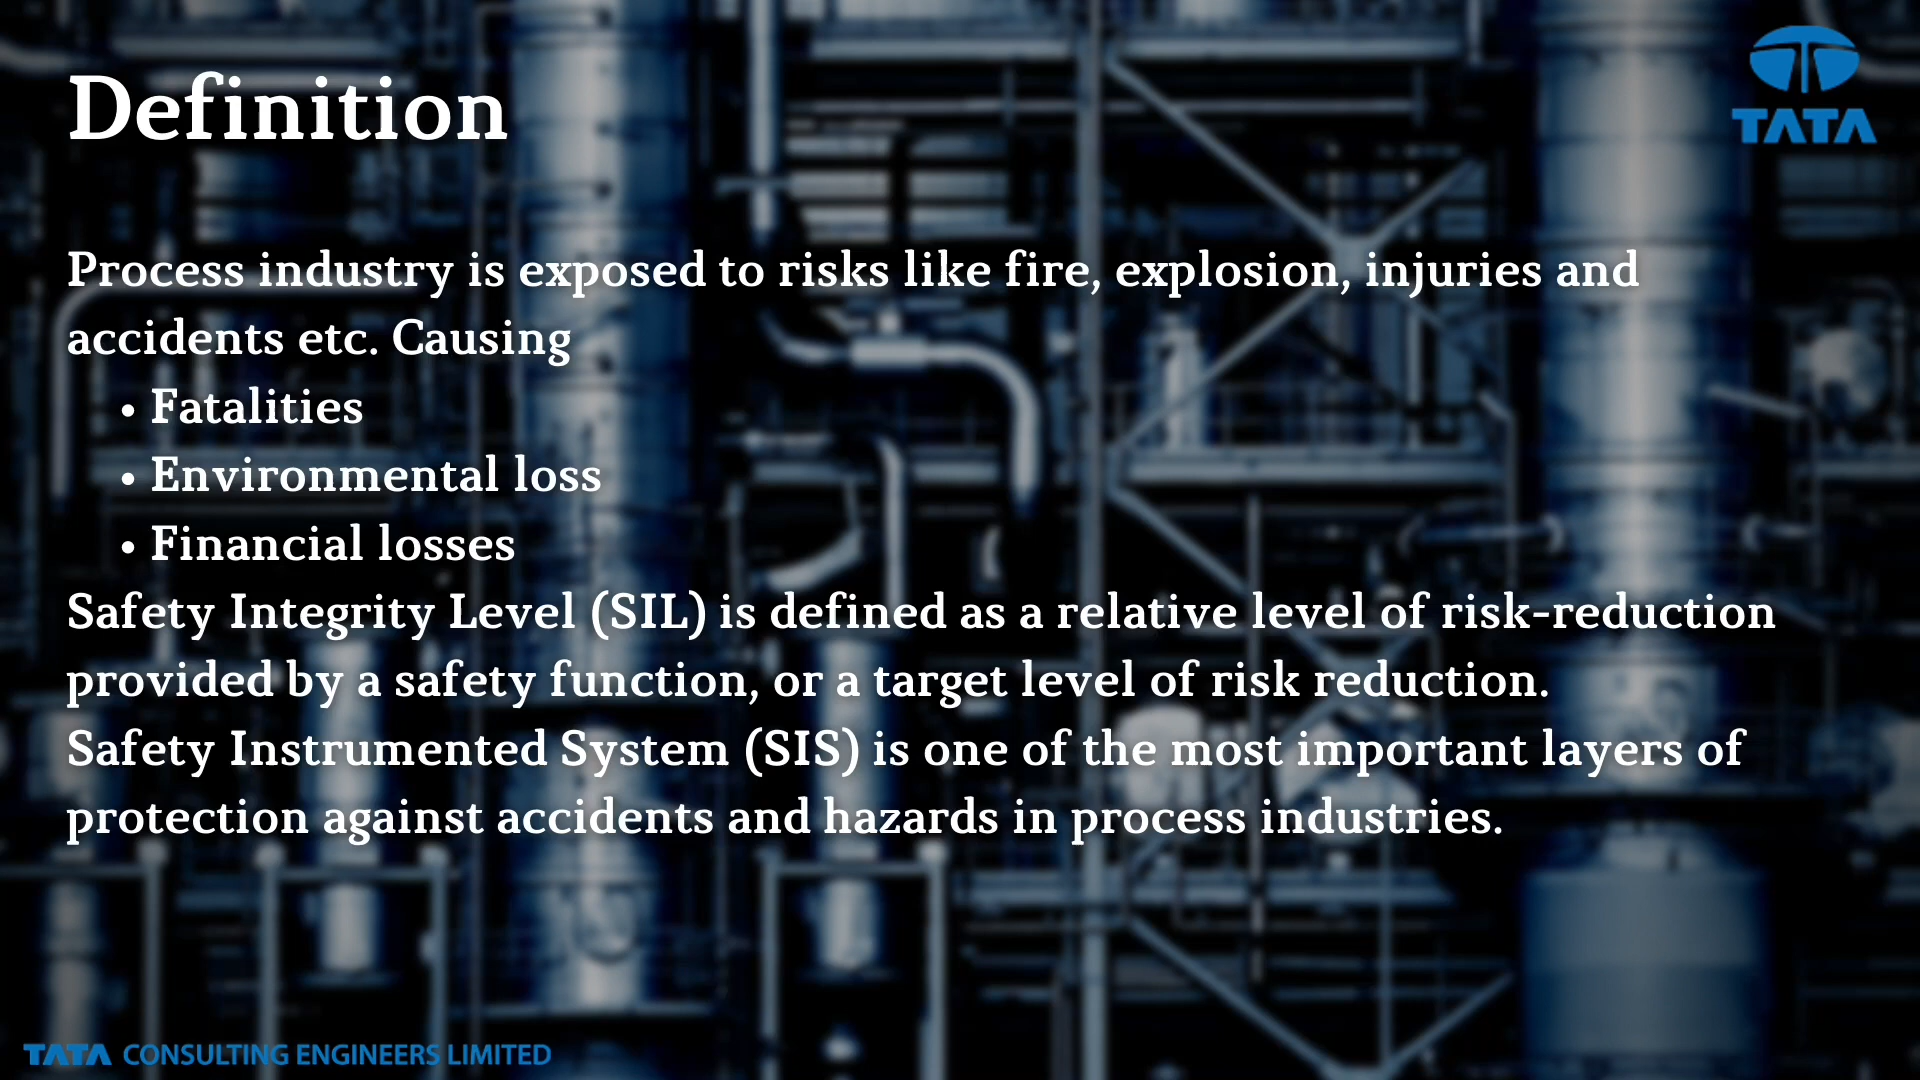 Definition
TATA
Process industry is exposed to risks like fire, explosion, injuries and
accidents etc. Causing
• Fatalities
• Environmental loss
• Financial losses
Safety Integrity Level (SIL) is defined as a relative level of risk-reduction
provided by a safety function, or a target level of risk reduction.
Safety Instrumented System (SIS) is one of the most important layers of
protection against accidents and hazards in process industries.
TATA CONSULTING ENGINEERS LIMITED